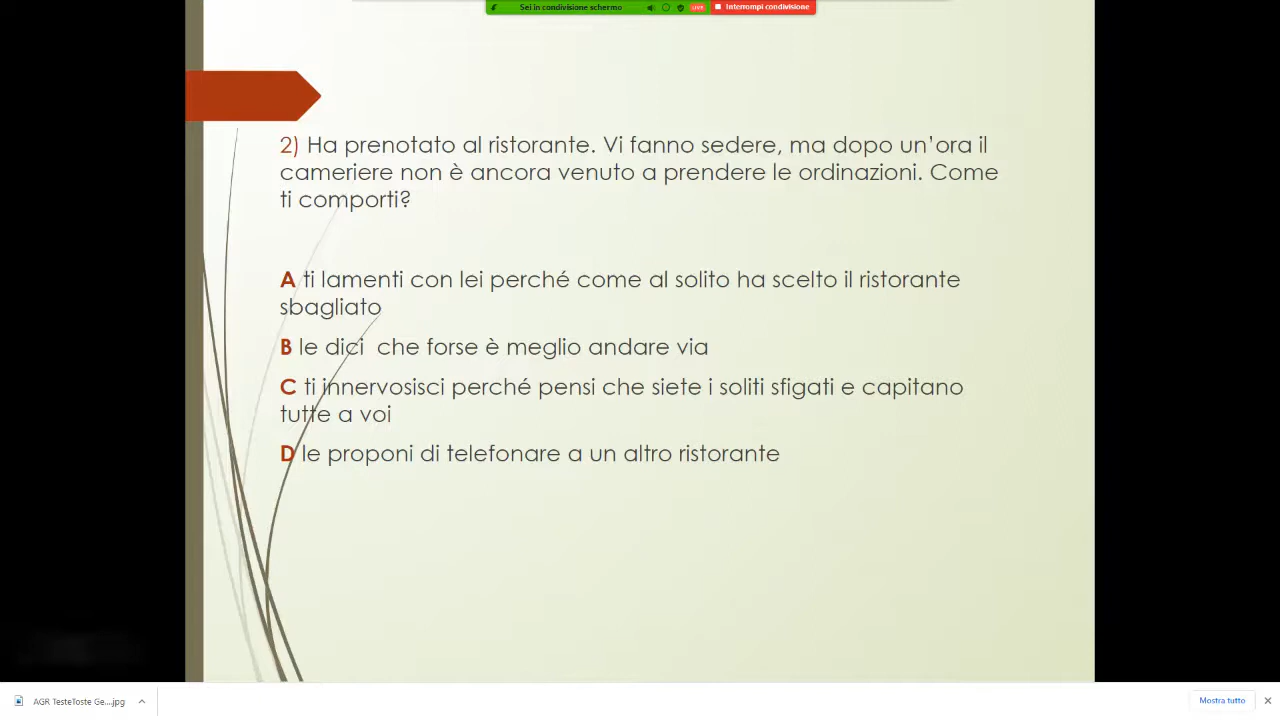 Sei in condivisione schermo
LIVE
Interrompi condivisione
2) Ha prenotato al ristorante. Vi fanno sedere, ma dopo un’ora il
cameriere non è ancora venuto a prendere le ordinazioni. Come
ti comporti?
A ti lamenti con lei perché come al solito ha scelto il ristorante
sbagliato
B le dici  che forse è meglio andare via
C ti innervosisci perché pensi che siete i soliti sfigati e capitano
tutte a voi
D le proponi di telefonare a un altro ristorante
AGR TesteToste Ge....jpg
Mostra tutto